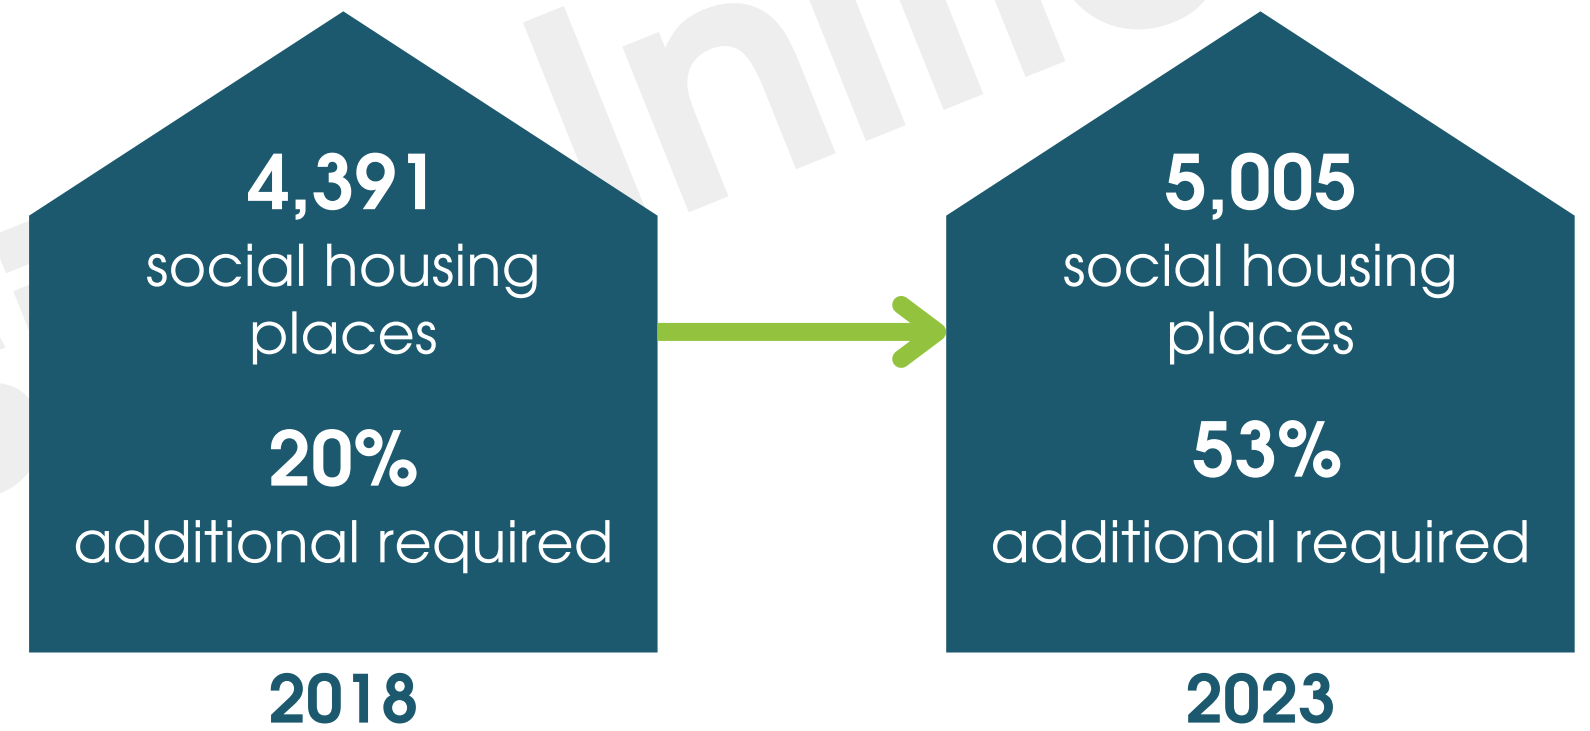 4,391
social housing
places
20%
additional required
2018
5,005
social housing
places
53%
additional required
2023